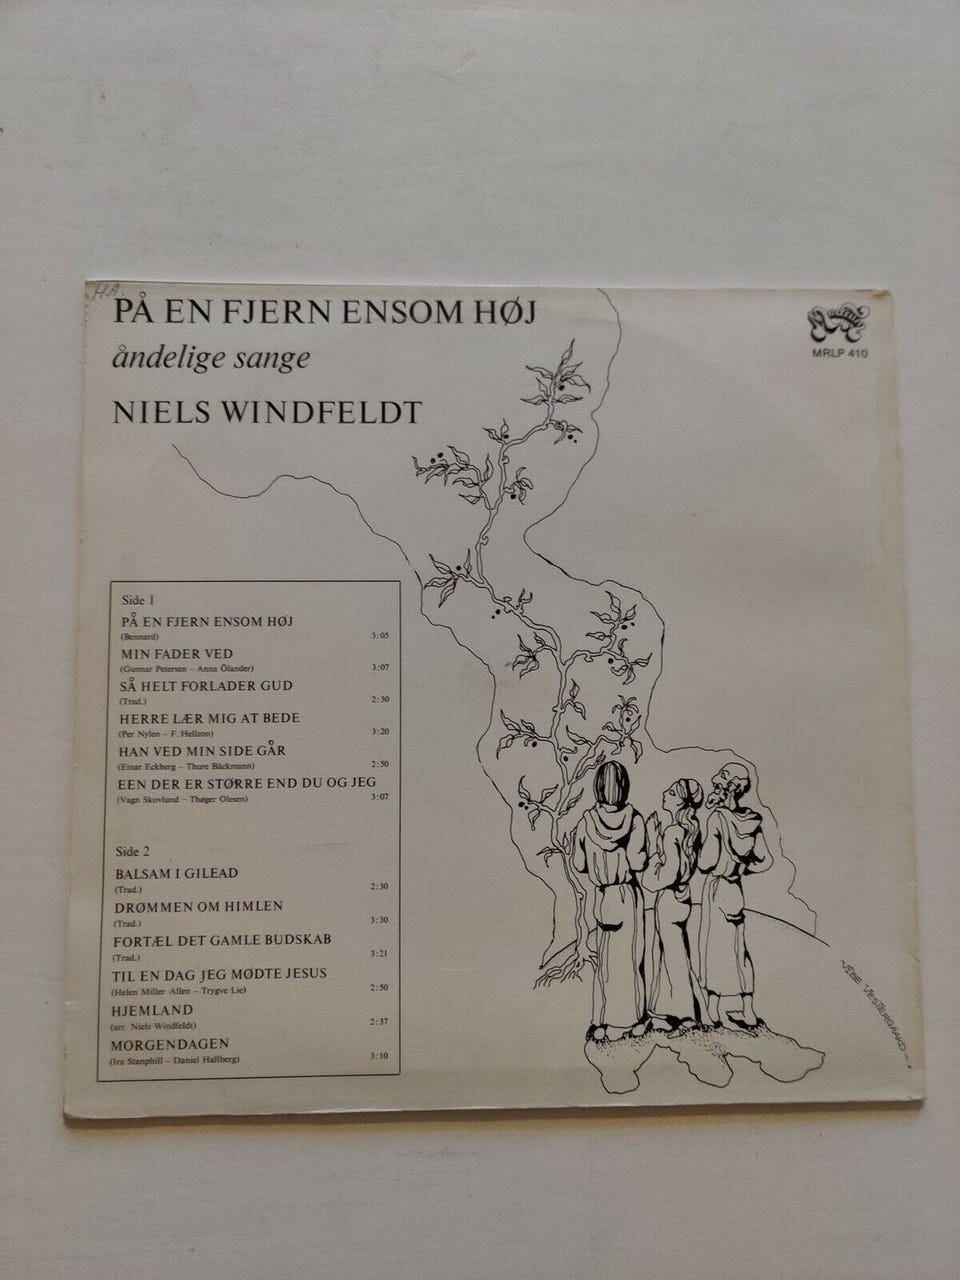 H.A.
PÅ EN FJERN ENSOM HØJ
åndelige sange
NIELS WINDFELDT
MRLP 410
Side 1
PÅ EN FJERN ENSOM HØJ
(Bennard) 3:05
MIN FADER VED
(Gunnar Petersen – Anna Ölander) 3:07
SÅ HELT FORLADER GUD
(Trad.) 2:30
HERRE LÆR MIG AT BEDE
(Per Nylen – F. Hellzon) 3:20
HAN VED MIN SIDE GÅR
(Einar Eckberg – Thure Bäckmann) 2:50
EEN DER ER STØRRE END DU OG JEG
(Vagn Skovlund – Thøger Olesen) 3:07
Side 2
BALSAM I GILEAD
(Trad.) 2:30
DRØMMEN OM HIMLEN
(Trad.) 3:30
FORTÆL DET GAMLE BUDSKAB
(Trad.) 3:21
TIL EN DAG JEG MØDTE JESUS
(Helen Miller Allen – Trygve Lie) 2:50
HJEMLAND
(arr. Niels Windfeldt) 2:37
MORGENDAGEN
(Ira Stanphill – Daniel Hallberg) 3:10
VESTERGAARD